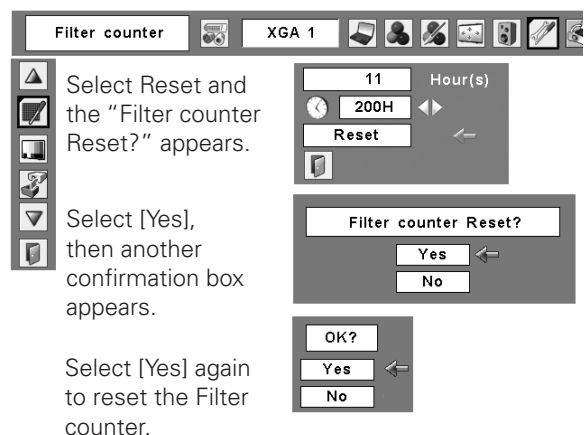 Filter counter
XGA 1
Select Reset and
the “Filter counter
Reset?” appears.
11 Hour(s)
200H
Reset
Select [Yes],
then another
confirmation box
appears.
Filter counter Reset?
Yes
No
Select [Yes] again
to reset the Filter
counter.
OK?
Yes
No